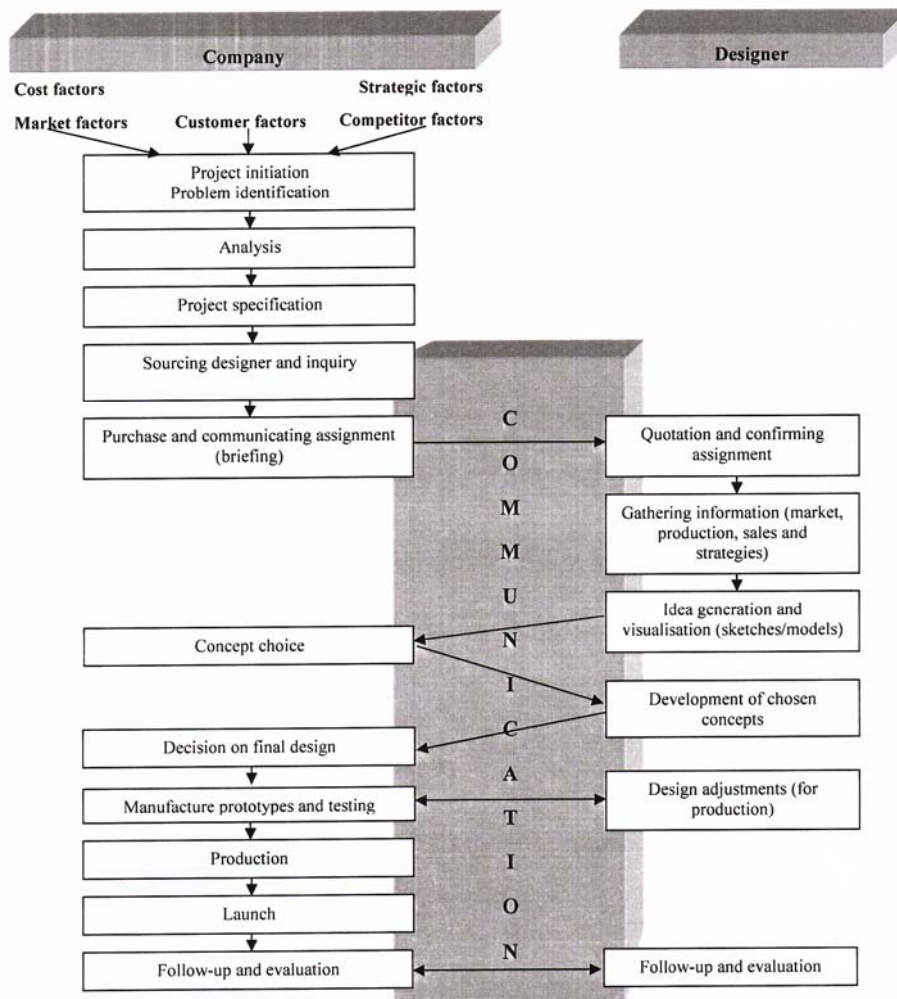 Company
Designer
Cost factors
Strategic factors
Market factors
Customer factors
Competitor factors
Project initiation
Problem identification
Analysis
Project specification
Sourcing designer and inquiry
Purchase and communicating assignment
(briefing)
Quotation and confirming
assignment
Gathering information (market,
production, sales and
strategies)
Idea generation and
visualisation (sketches/models)
Concept choice
Development of chosen
concepts
Decision on final design
Manufacture prototypes and testing
Design adjustments (for
production)
Production
Launch
Follow-up and evaluation
Follow-up and evaluation
C
O
M
M
U
N
I
C
A
T
I
O
N